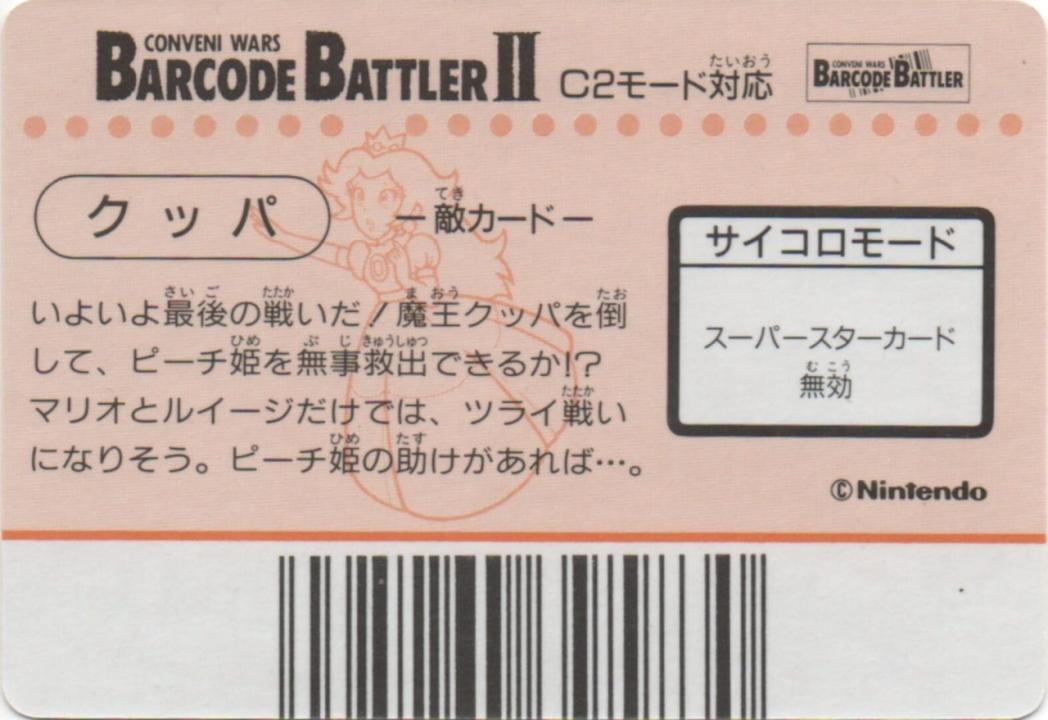 CONVENI WARS
BARCODE BATTLER II C2モード対応
たいおう
CONVENI WARS
BARCODE BATTLER
クッパ
てき
ー敵カードー
さいご たたか まおう たお
いよいよ最後の戦いだ!魔王クッパを倒
ひめ ぶじきゅうしゅつ
して、ピーチ姫を無事救出できるか!?
たたか
マリオとルイージだけでは、ツライ戦い
ひめ たす
になりそう。ピーチ姫の助けがあれば…。
サイコロモード
スーパースターカード
むこう
無効
©Nintendo